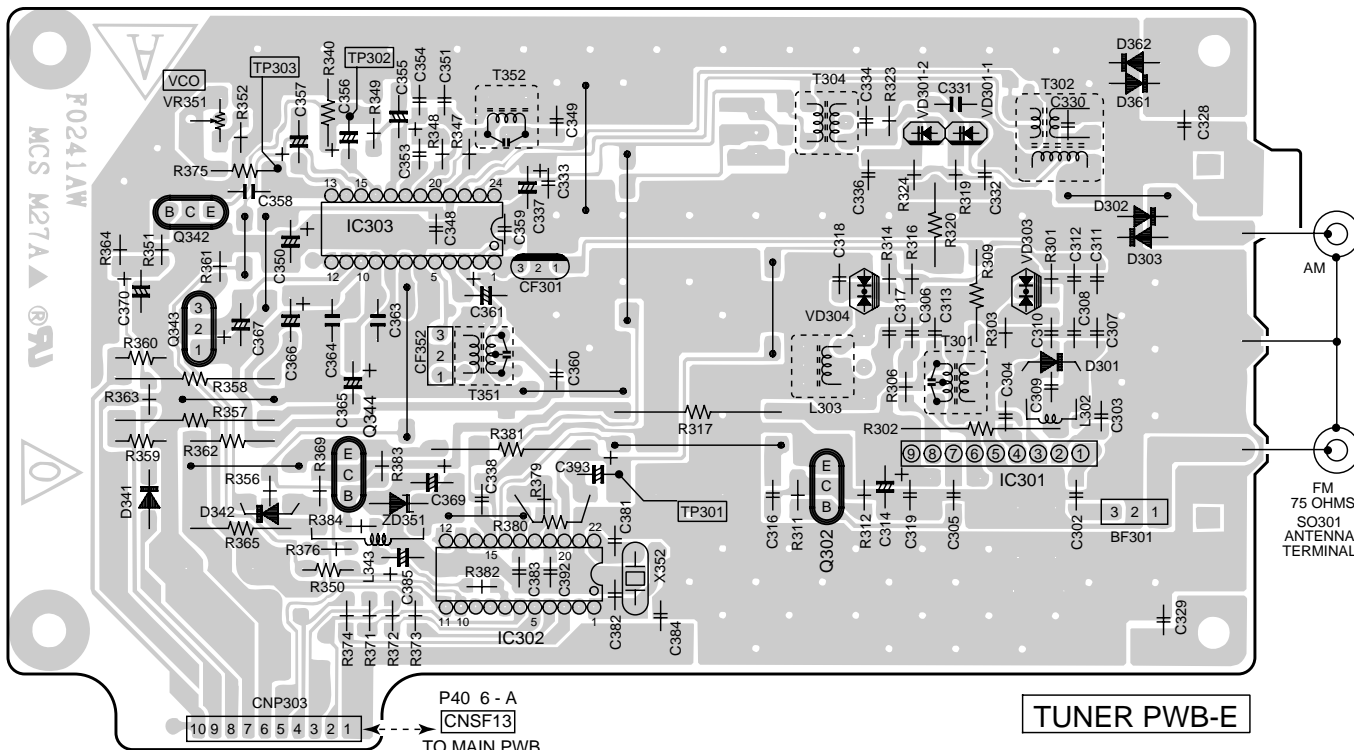 A
F0241AW
MCS M27A ▲ ®
VCO
VR351
R352
TP303
C357
R340
TP302
C356
R349
C355
C354
C351
T352
C349
R348
R347
C353
R375
C358
B C E
Q342
R364
R351
C370
R361
C350
13 15 20 24
IC303
C348
C359
C337
C333
12 10 5 1
3 2 1
CF301
C361
3
2
1
Q343
C367
C366
C364
C363
CF352
3
2
1
T351
C360
R360
R358
R363
R357
R359
R362
C365
Q344
R356
R369
E
C
B
R383
C369
ZD351
R381
C338
R379
C393
R380
C381
TP301
D341
D342
R384
R365
R376
L343
R350
C385
12 15 20 22
R382
C383
C392
X352
11 10 5 1
IC302
C382
C384
R374
R371
R372
R373
CNP303
10 9 8 7 6 5 4 3 2 1
P40 6 - A
CNSF13
TO MAIN PWB
T304
C334
R323
VD301-2
C331
VD301-1
T302
C330
D362
D361
C328
C336
R324
R319
C332
R320
D302
D303
C318
R314
R316
R309
VD303
R301
C312
C311
VD304
C317
C306
C313
R303
C310
C308
C307
T301
L303
R306
C304
C309
D301
L302
C303
R317
R302
9 8 7 6 5 4 3 2 1
IC301
E
C
B
C316
R311
Q302
R312
C314
C319
C305
C302
3 2 1
BF301
C329
AM
FM
75 OHMS
SO301
ANTENNA
TERMINAL
TUNER PWB-E